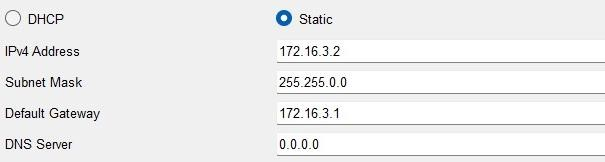 DHCP Static
IPv4 Address 172.16.3.2
Subnet Mask 255.255.0.0
Default Gateway 172.16.3.1
DNS Server 0.0.0.0